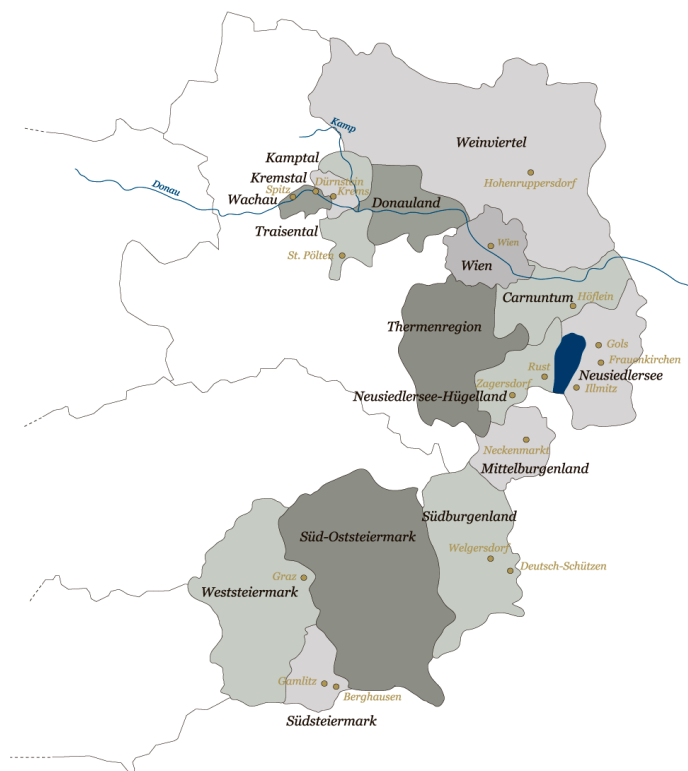 Kamp
Weinviertel
Kamptal
Kremstal
Dürnstein
Hohenruppersdorf
Donau
Spitz
Krems
Wachau
Donauland
Traisental
St. Pölten
Wien
Wien
Carnuntum
Höflein
Thermenregion
Gols
Rust
Frauenkirchen
Neusiedlersee
Zagersdorf
Illmitz
Neusiedlersee-Hügelland
Neckenmarkt
Mittelburgenland
Südburgenland
Süd-Oststeiermark
Welgersdorf
Deutsch-Schützen
Graz
Weststeiermark
Gamlitz
Berghausen
Südsteiermark